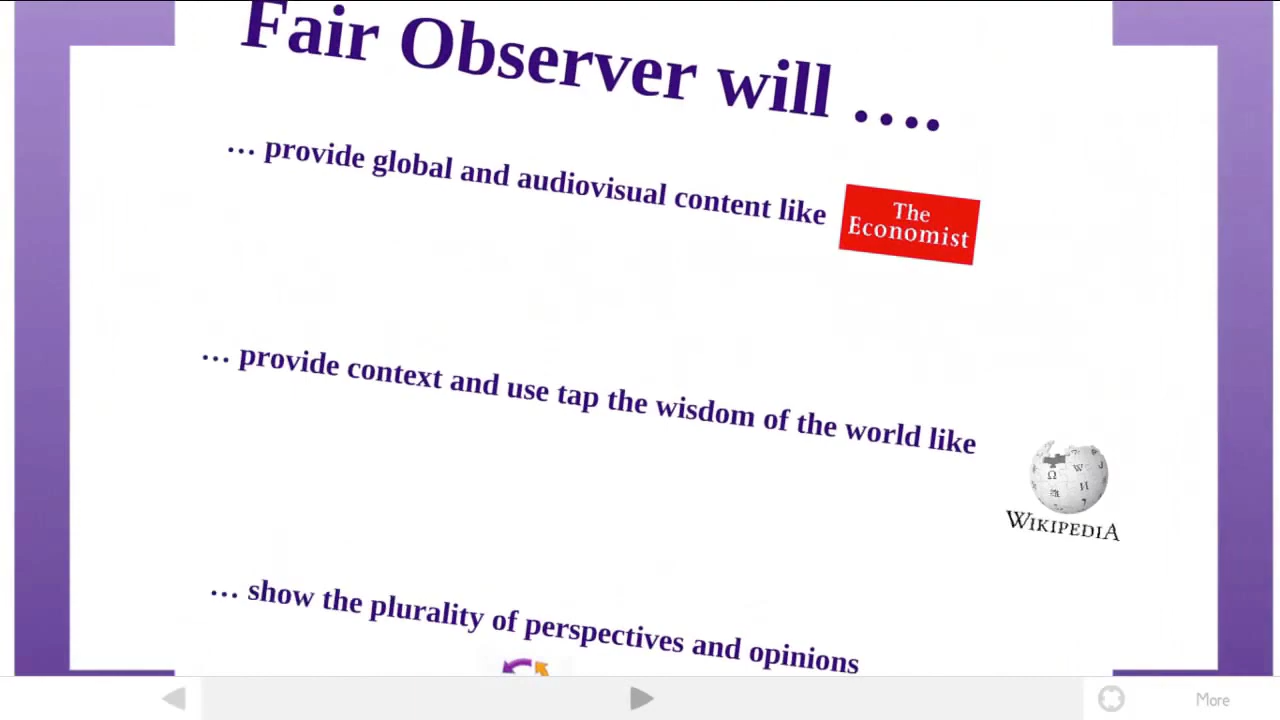 Fair Observer will ….
… provide global and audiovisual content like
The
Economist
… provide context and use tap the wisdom of the world like
WIKIPEDIA
… show the plurality of perspectives and opinions
More